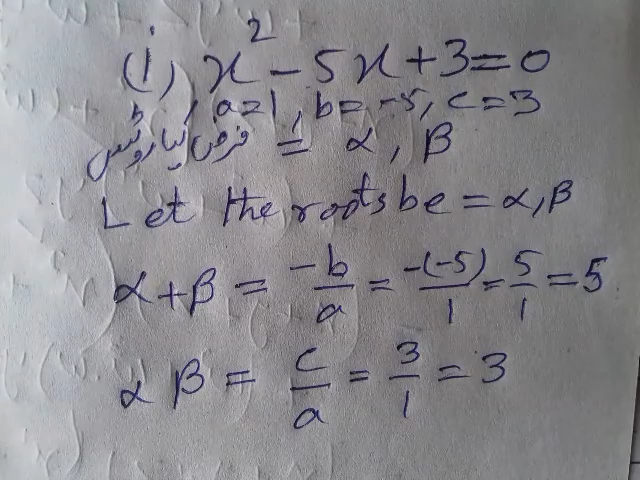 (i), x² - 5x + 3 = 0
, a = 1, b = -5, c = 3
فرض کیا روٹس = α, β
Let the roots be = α, β
α + β = -b/a = -(-5)/1 = 5/1 = 5
α β = c/a = 3/1 = 3